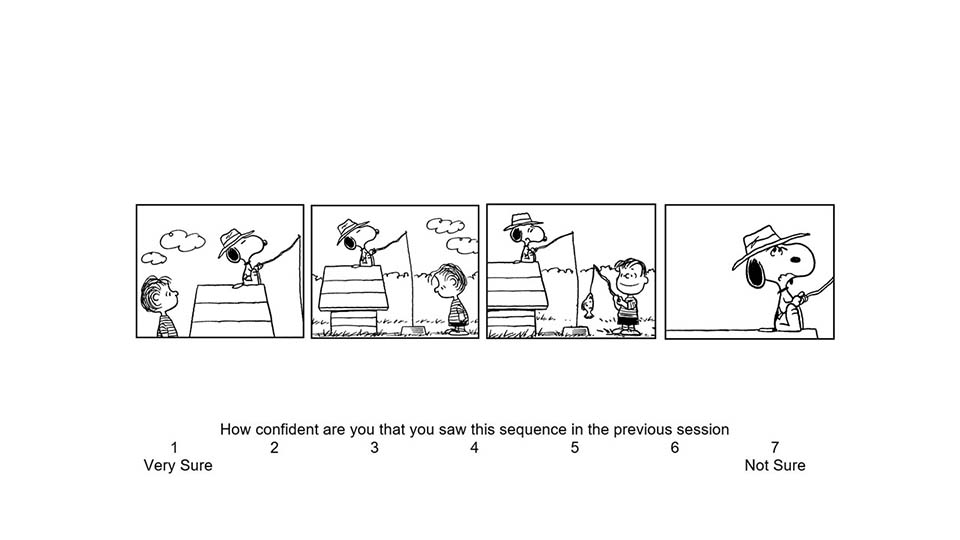 How confident are you that you saw this sequence in the previous session
1 2 3 4 5 6 7
Very Sure Not Sure